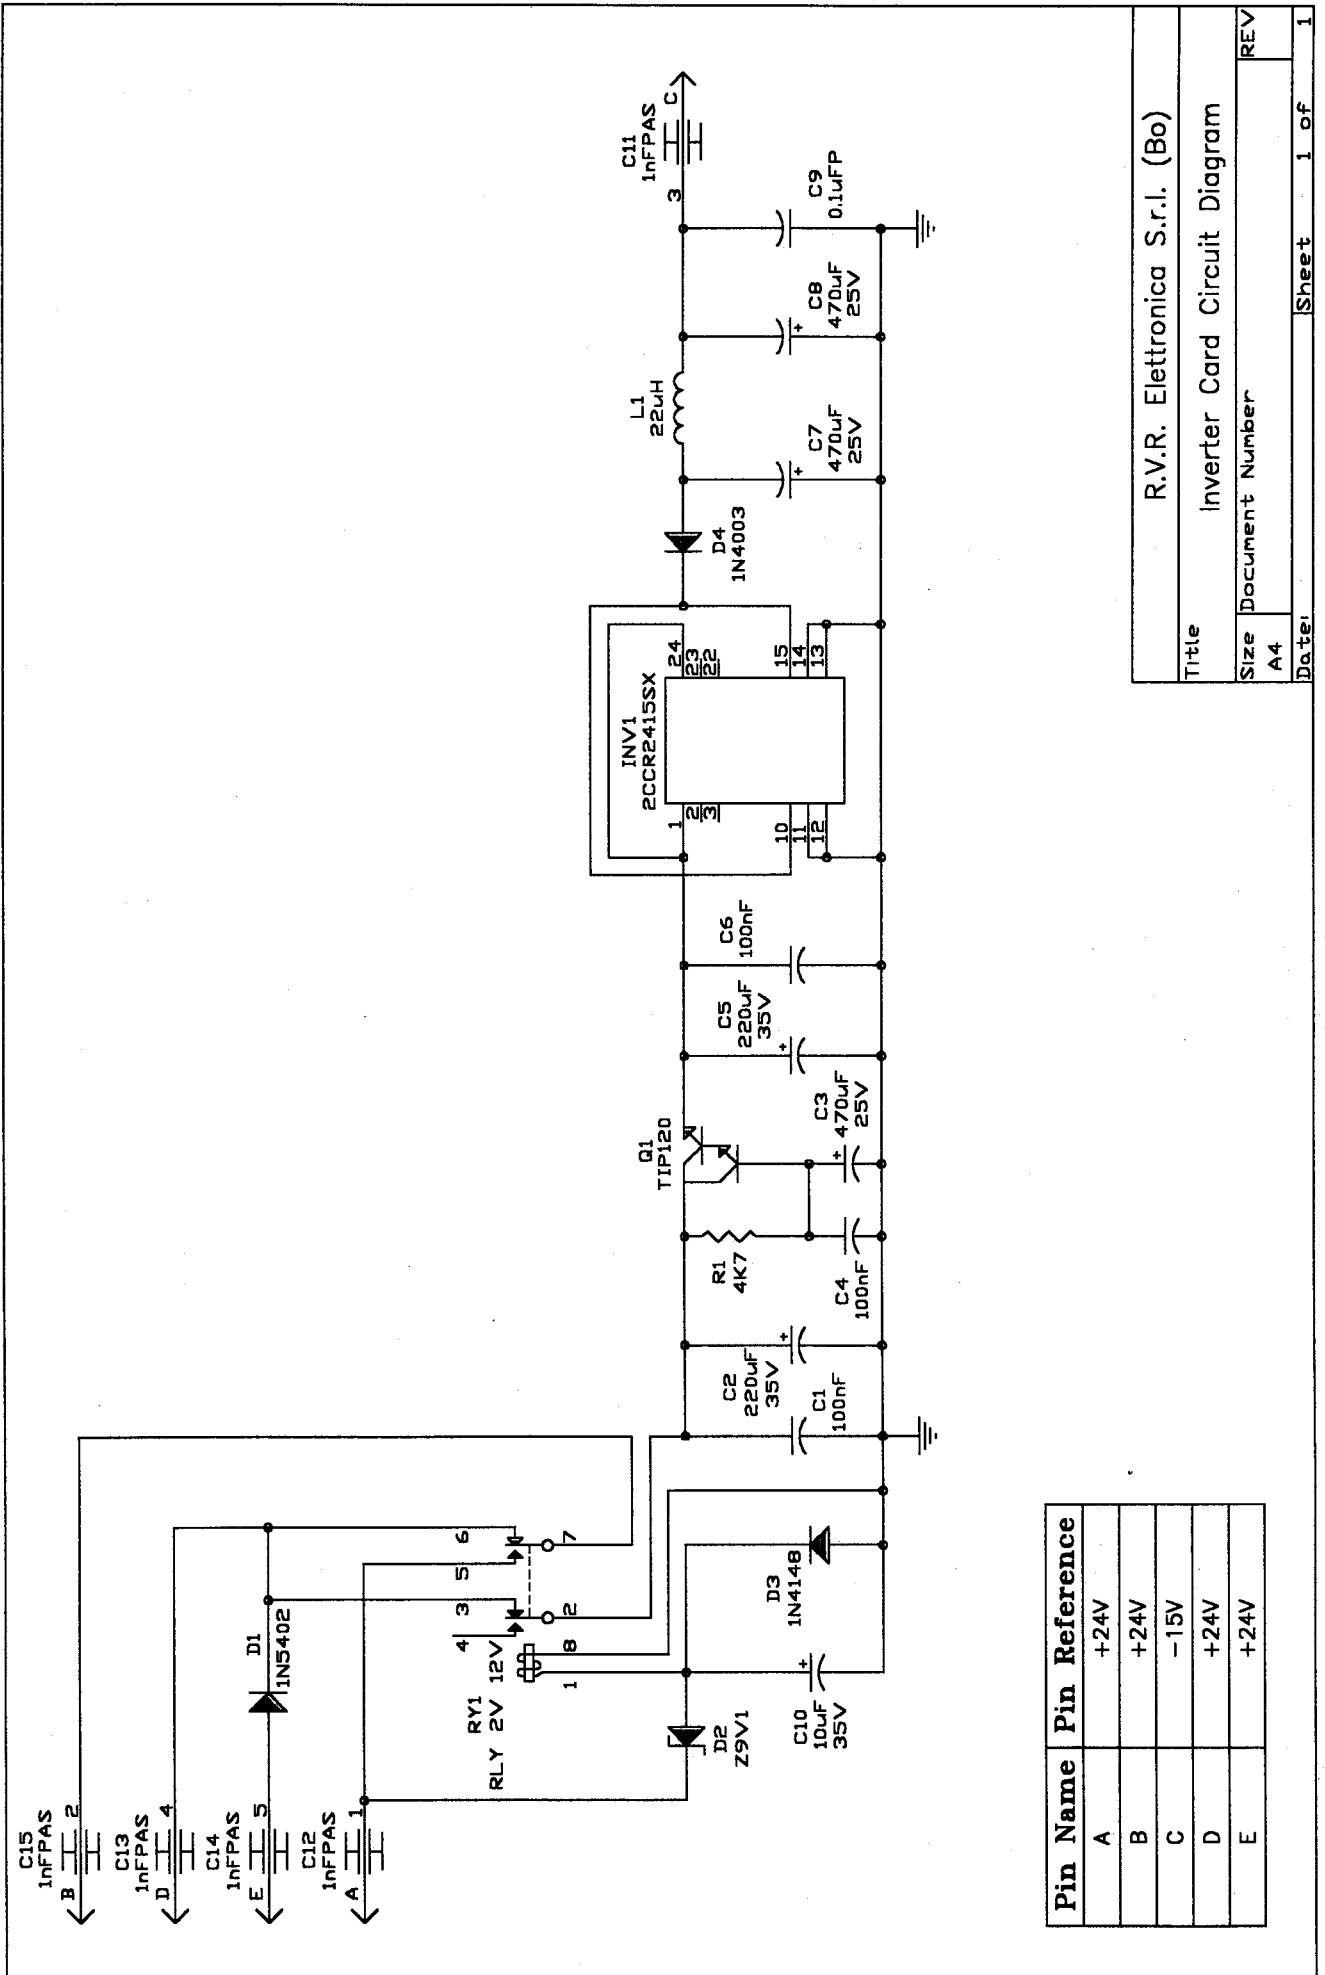 C15
1nFPAS
B
2
C13
1nFPAS
D
4
C14
1nFPAS
E
5
C12
1nFPAS
A
1
D1
1N5402
RY1
RLY 2V 12V
4
3
5
6
1
8
2
7
D2
Z9V1
C10
10uF
35V
D3
1N4148
C2
220uF
35V
C1
100nF
R1
4K7
C4
100nF
Q1
TIP120
C3
470uF
25V
C5
220uF
35V
C6
100nF
INV1
2CCR2415SX
1
2
3
10
11
12
24
23
22
15
14
13
D4
1N4003
L1
22uH
C7
470uF
25V
C8
470uF
25V
C9
0.1uFP
C11
1nFPAS
3
C
Pin Name Pin Reference
A +24V
B +24V
C -15V
D +24V
E +24V
R.V.R. Elettronica S.r.l. (Bo)
Title
Inverter Card Circuit Diagram
Size Document Number REV
A4
Date: Sheet 1 of 1